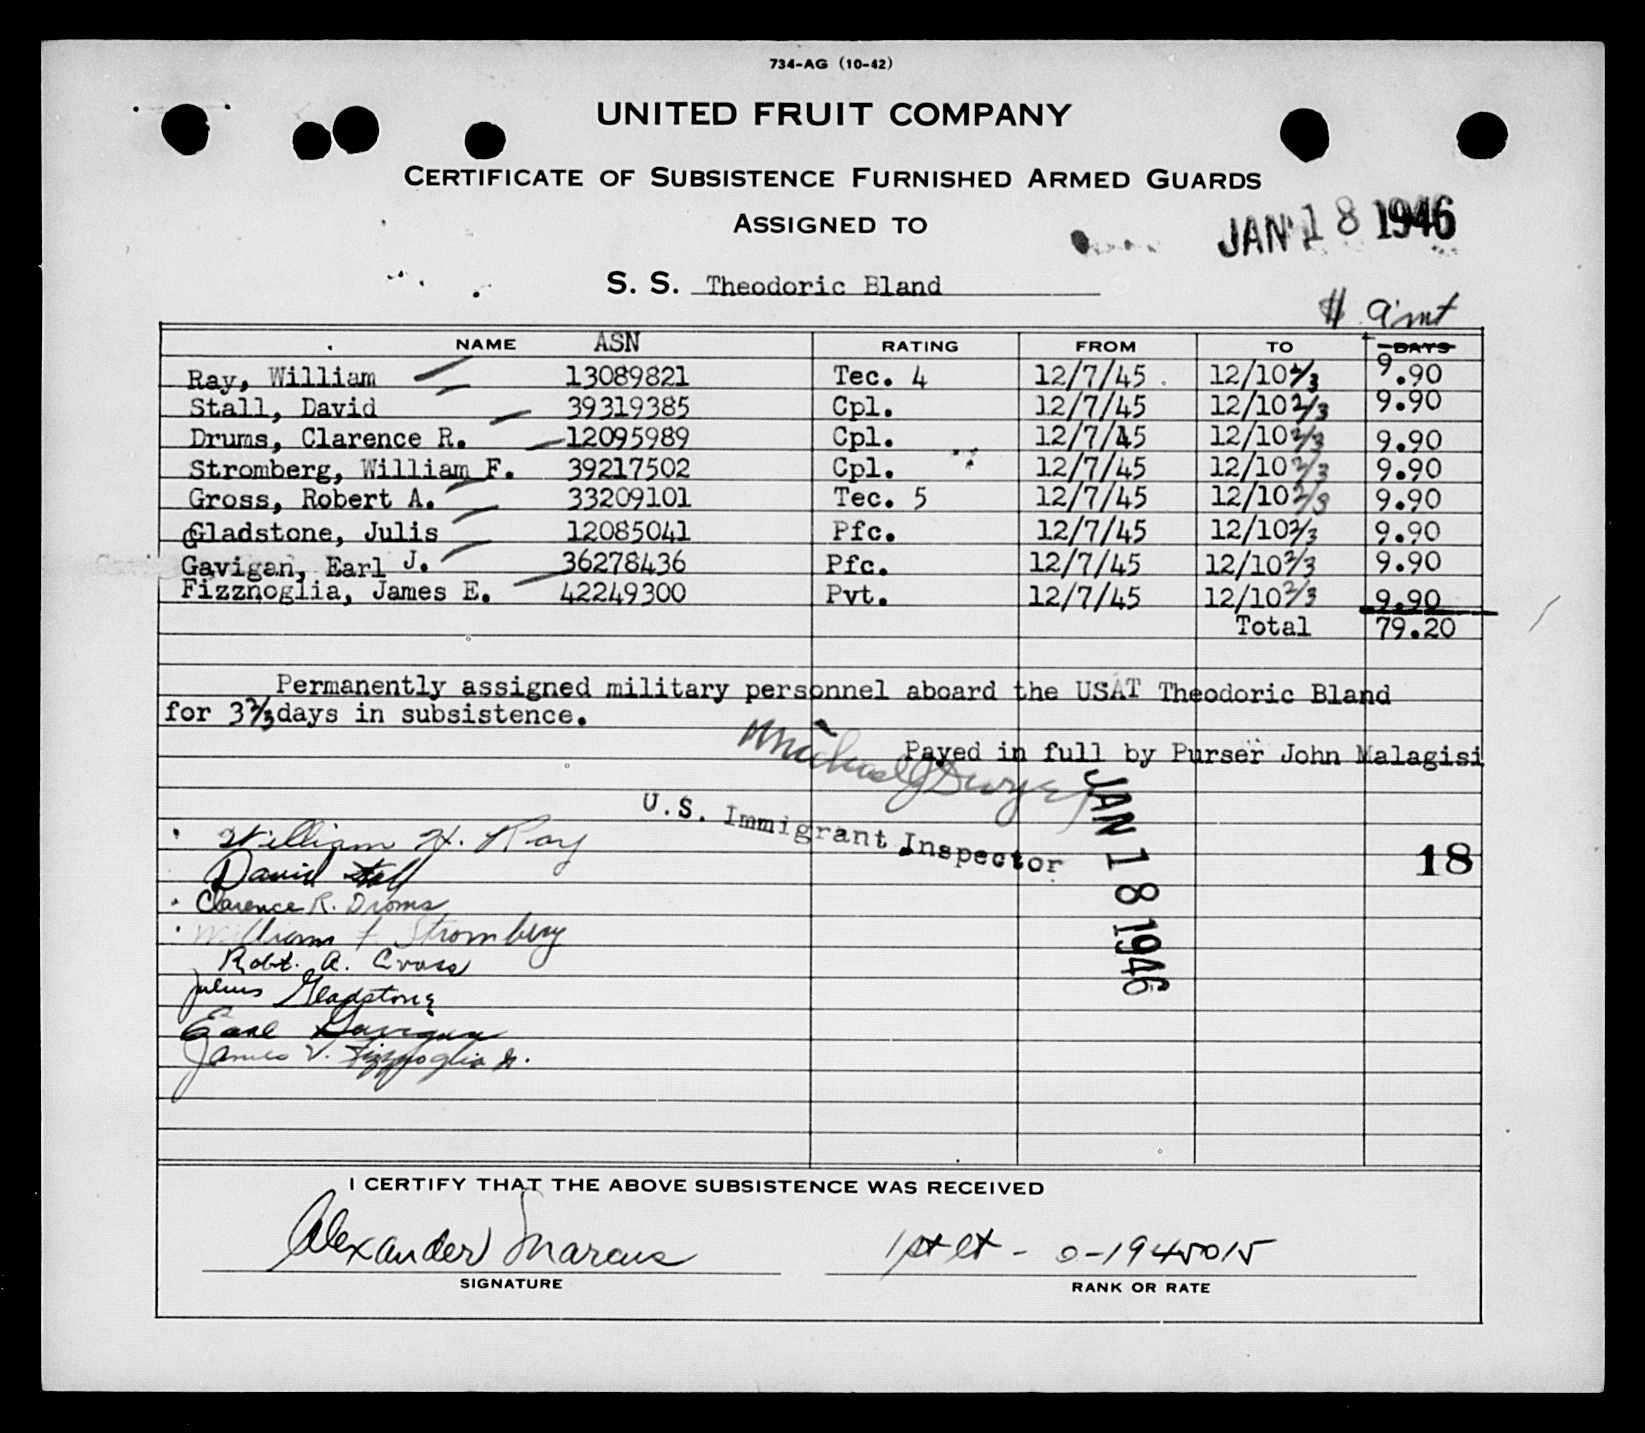 734-AG (10-42)
UNITED FRUIT COMPANY
CERTIFICATE OF SUBSISTENCE FURNISHED ARMED GUARDS
ASSIGNED TO
JAN 18 1946
S. S. Theodoric Bland
# a'mt
NAME ASN RATING FROM TO DAYS
Ray, William 13089821 Tec. 4 12/7/45 12/10 2/3 9.90
Stall, David 39319385 Cpl. 12/7/45 12/10 2/3 9.90
Drums, Clarence R. 12095989 Cpl. 12/7/45 12/10 2/3 9.90
Stromberg, William F. 39217502 Cpl. 12/7/45 12/10 2/3 9.90
Gross, Robert A. 33209101 Tec. 5 12/7/45 12/10 2/3 9.90
Gladstone, Julis 12085041 Pfc. 12/7/45 12/10 2/3 9.90
Gavigan, Earl J. 36278436 Pfc. 12/7/45 12/10 2/3 9.90
Fizznoglia, James E. 42249300 Pvt. 12/7/45 12/10 2/3 9.90
Total 79.20
Permanently assigned military personnel aboard the USAT Theodoric Bland
for 3 2/3 days in subsistence.
Payed in full by Purser John Malagisi
Michael J Dwyer
U.S. Immigrant Inspector
JAN 18 1946
18
William H. Ray
David Stall
Clarence R. Droms
William F. Stromberg
Robt. A. Gross
Julius Gladstone
Earl Gavigan
James V. Fizznoglia Jr.
I CERTIFY THAT THE ABOVE SUBSISTENCE WAS RECEIVED
Alexander Marcus 1st Lt - O-1945015
SIGNATURE RANK OR RATE